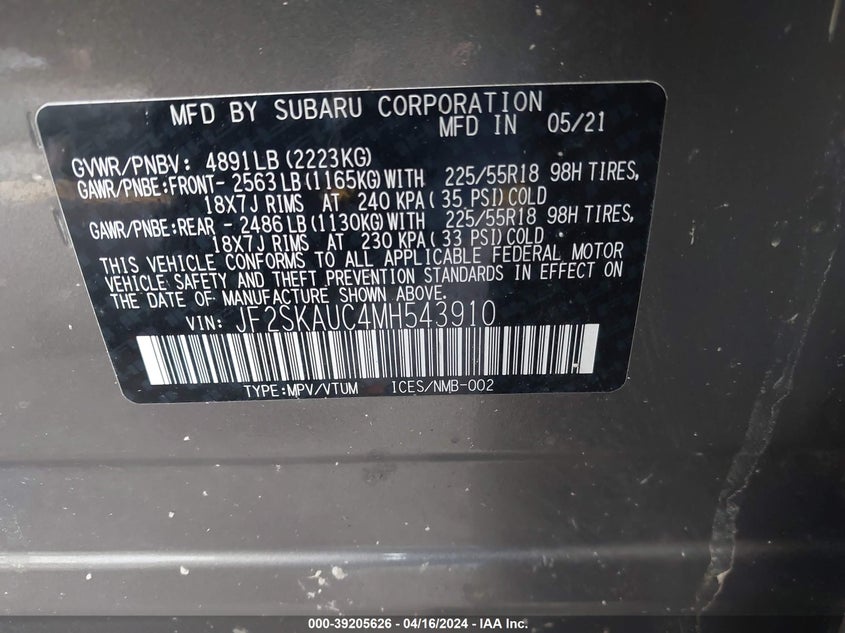 MFD BY SUBARU CORPORATION
MFD IN 05/21
GVWR/PNBV: 4891LB (2223KG)
GAWR/PNBE:FRONT- 2563 LB (1165KG) WITH 225/55R18 98H TIRES,
18X7J RIMS AT 240 KPA ( 35 PSI) COLD
GAWR/PNBE:REAR - 2486 LB (1130KG) WITH 225/55R18 98H TIRES,
18X7J RIMS AT 230 KPA ( 33 PSI) COLD
THIS VEHICLE CONFORMS TO ALL APPLICABLE FEDERAL MOTOR
VEHICLE SAFETY AND THEFT PREVENTION STANDARDS IN EFFECT ON
THE DATE OF MANUFACTURE SHOWN ABOVE.
VIN: JF2SKAUC4MH543910
H
TYPE:MPV/VTUM ICES/NMB-002
000-39205626 - 04/16/2024 - IAA Inc.